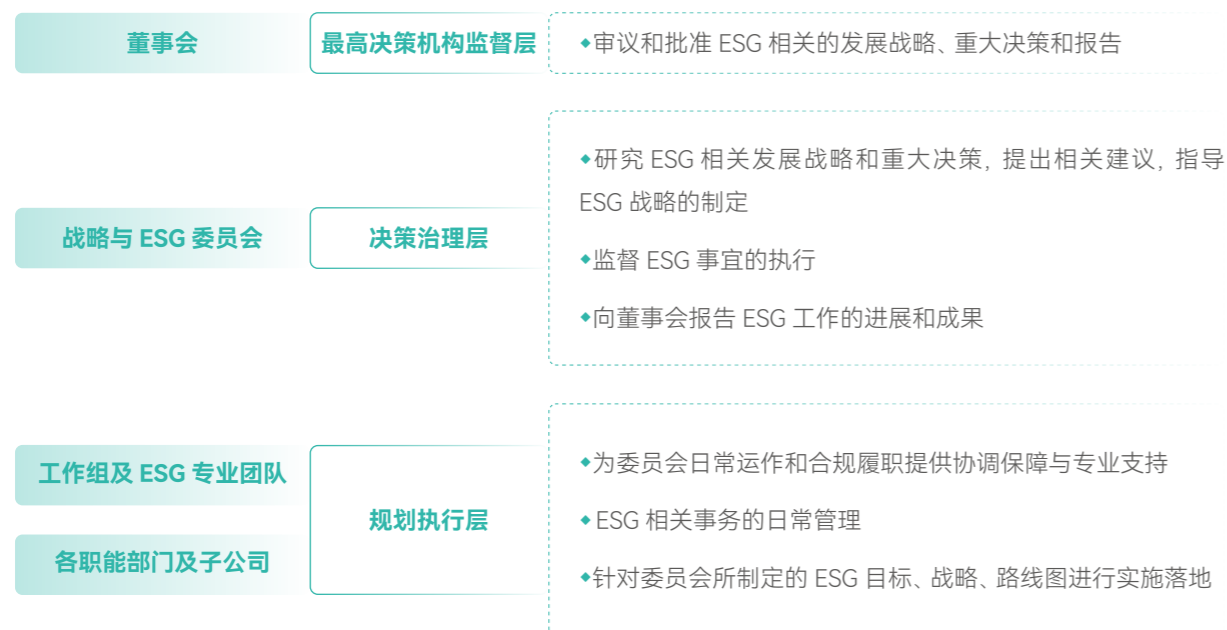 董事会
最高决策机构监督层
◆审议和批准 ESG 相关的发展战略、重大决策和报告
战略与 ESG 委员会
决策治理层
◆研究 ESG 相关发展战略和重大决策, 提出相关建议, 指导
ESG 战略的制定
◆监督 ESG 事宜的执行
◆向董事会报告 ESG 工作的进展和成果
工作组及 ESG 专业团队
各职能部门及子公司
规划执行层
◆为委员会日常运作和合规履职提供协调保障与专业支持
◆ESG 相关事务的日常管理
◆针对委员会所制定的 ESG 目标、战略、路线图进行实施落地